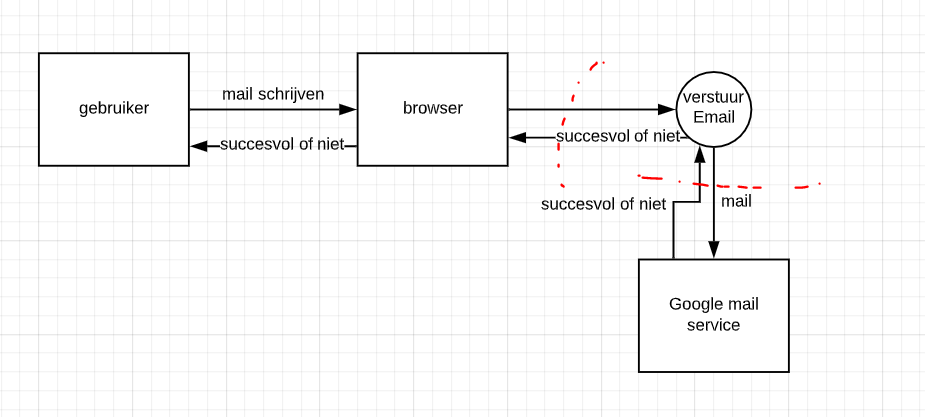 gebruiker
mail schrijven
succesvol of niet
browser
succesvol of niet
verstuur
Email
succesvol of niet
mail
Google mail
service